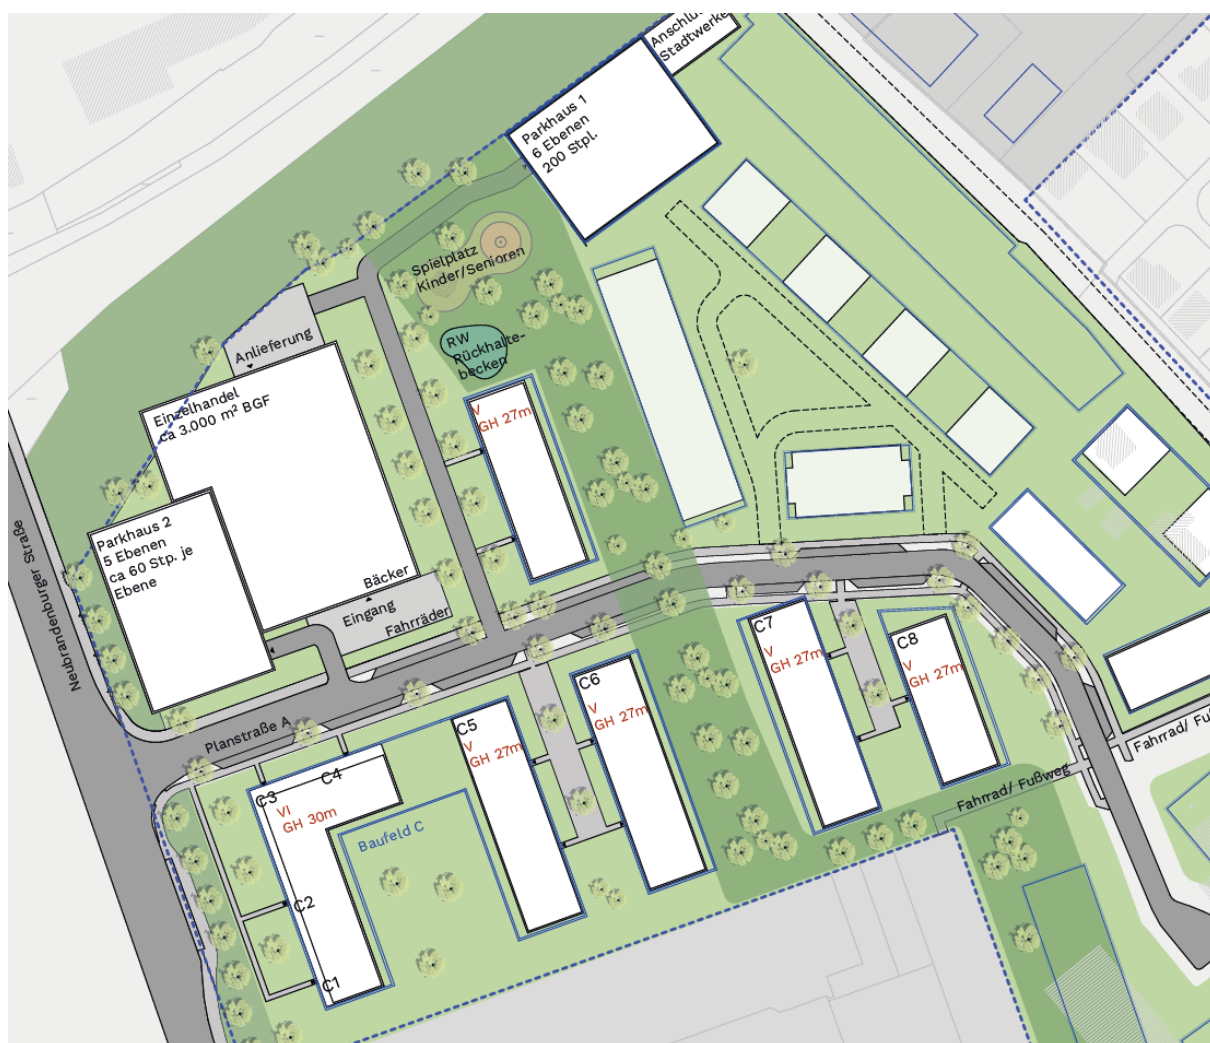 Anschlu
Stadtwerke
Parkhaus 1
6 Ebenen
200 Stpl.
Spielplatz
Kinder/Senioren
RW
Rückhalte-
becken
Anlieferung
Einzelhandel
ca 3.000 m² BGF
V
GH 27m
Parkhaus 2
5 Ebenen
ca 60 Stp. je
Ebene
Bäcker
Eingang
Fahrräder
Neubrandenburger Straße
Planstraße A
C7
V
GH 27m
C8
V
GH 27m
C6
V
GH 27m
C5
V
GH 27m
C4
C3
VI
GH 30m
Baufeld C
C2
C1
Fahrrad/ Fußweg
Fahrrad/ Fu